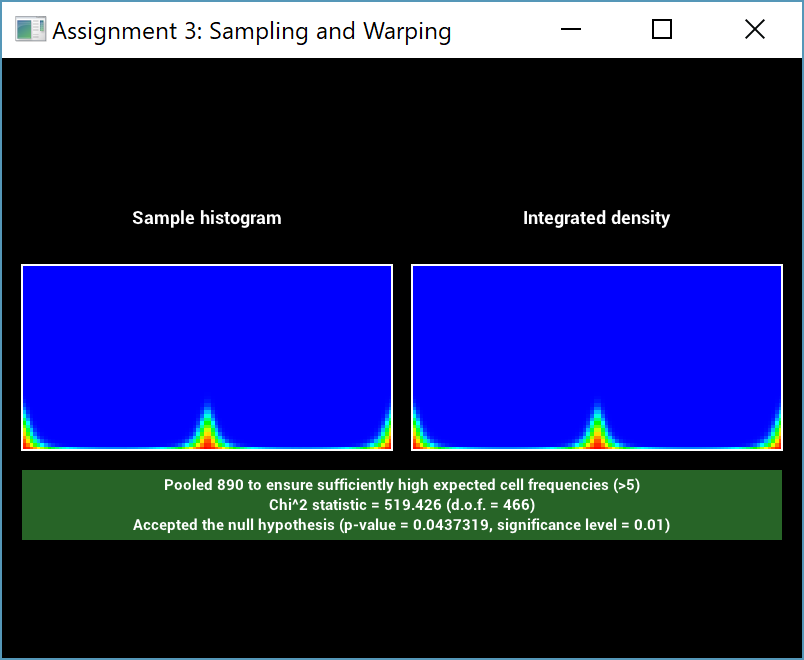 Assignment 3: Sampling and Warping
Sample histogram
Integrated density
Pooled 890 to ensure sufficiently high expected cell frequencies (>5)
Chi^2 statistic = 519.426 (d.o.f. = 466)
Accepted the null hypothesis (p-value = 0.0437319, significance level = 0.01)